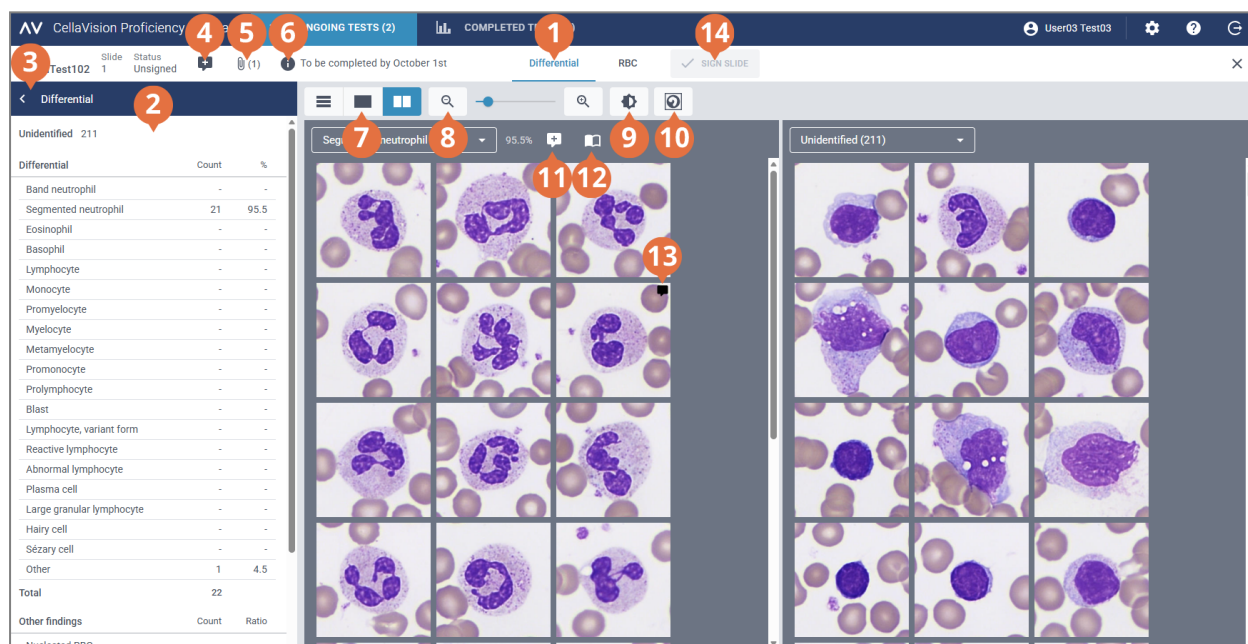 1
14
4
5
6
CellaVision Proficiency
ONGOING TESTS (2)
COMPLETED
User03 Test03
3
Test102
Slide
1
Status
Unsigned
(1)
To be completed by October 1st
Differential
RBC
SIGN SLIDE
Differential
2
7
8
9
10
Unidentified 211
neutrophil
95.5%
Unidentified (211)
11
12
13
Differential Count %
Band neutrophil - -
Segmented neutrophil 21 95.5
Eosinophil - -
Basophil - -
Lymphocyte - -
Monocyte - -
Promyelocyte - -
Myelocyte - -
Metamyelocyte - -
Promonocyte - -
Prolymphocyte - -
Blast - -
Lymphocyte, variant form - -
Reactive lymphocyte - -
Abnormal lymphocyte - -
Plasma cell - -
Large granular lymphocyte - -
Hairy cell - -
Sézary cell - -
Other 1 4.5
Total 22
Other findings Count Ratio